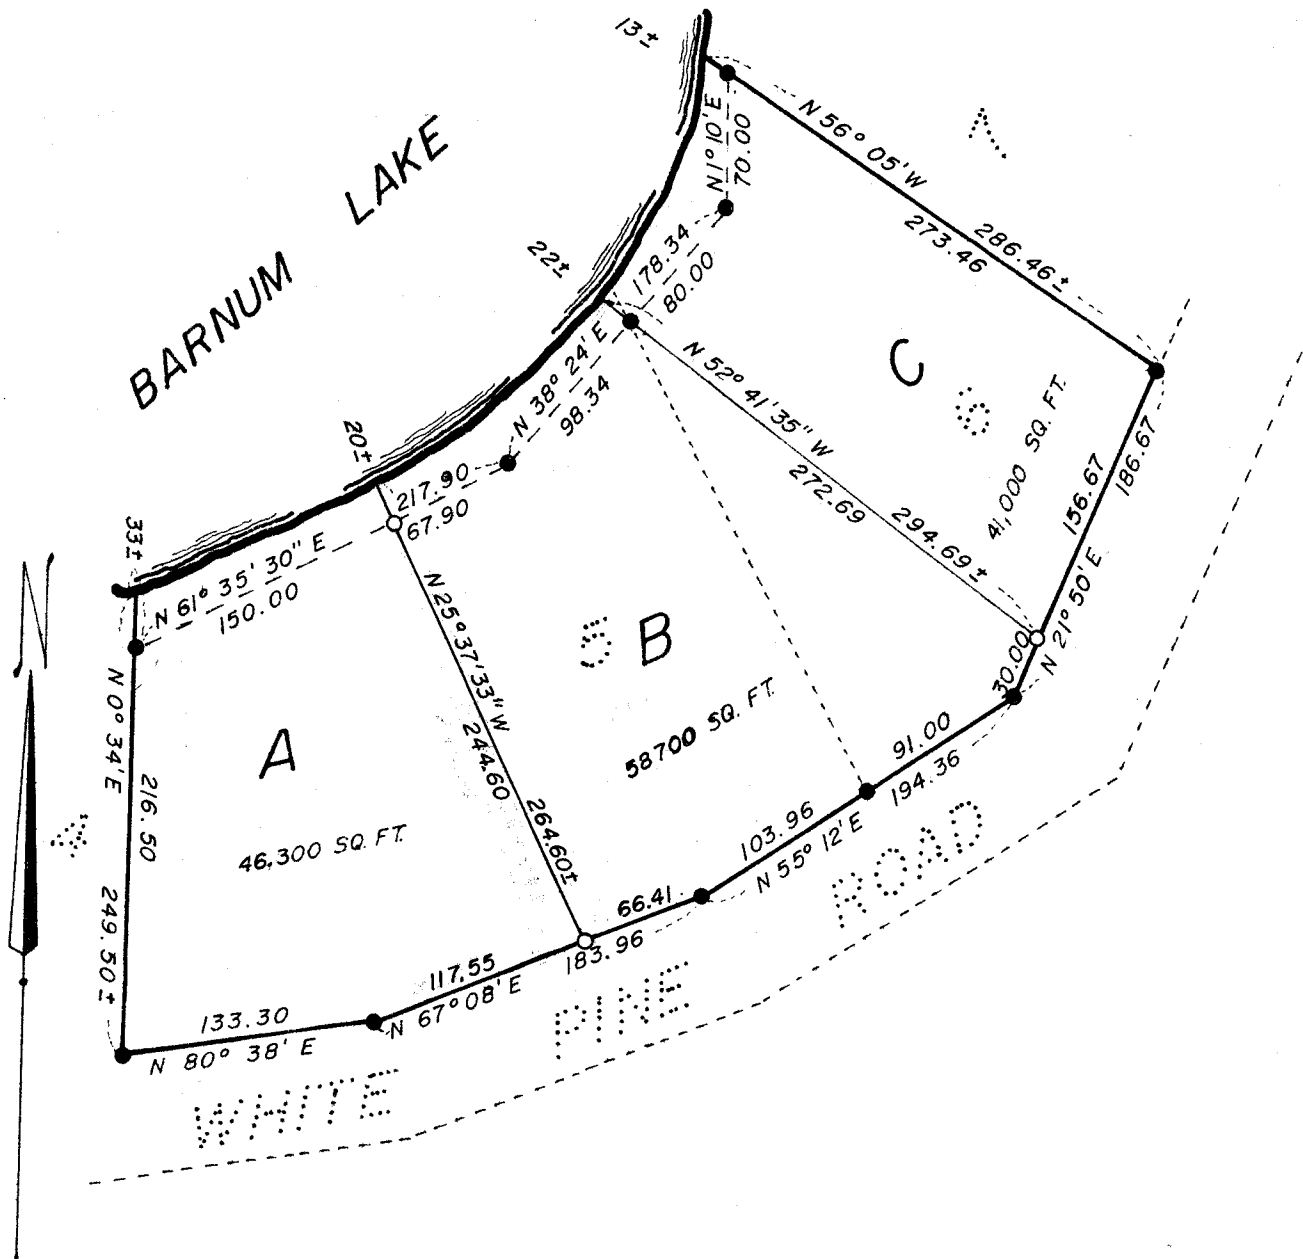 13±
BARNUM LAKE
N 1° 10' E
70.00
N 56° 05' W
286.46±
273.46
7
22±
178.34
80.00
N 38° 24' E
98.34
N 52° 41' 35" W
272.69
294.69±
C
6
41,000 SQ. FT.
156.67
186.67
N 21° 50' E
30.00
20±
217.90
67.90
33±
N 61° 35' 30" E
150.00
N
N 25° 37' 33" W
244.60
264.60±
5 B
58700 SQ. FT.
N 0° 34' E
216.50
249.50±
A
46,300 SQ. FT.
4
91.00
194.36
103.96
N 55° 12' E
66.41
183.96
117.55
N 67° 08' E
133.30
N 80° 38' E
WHITE PINE ROAD